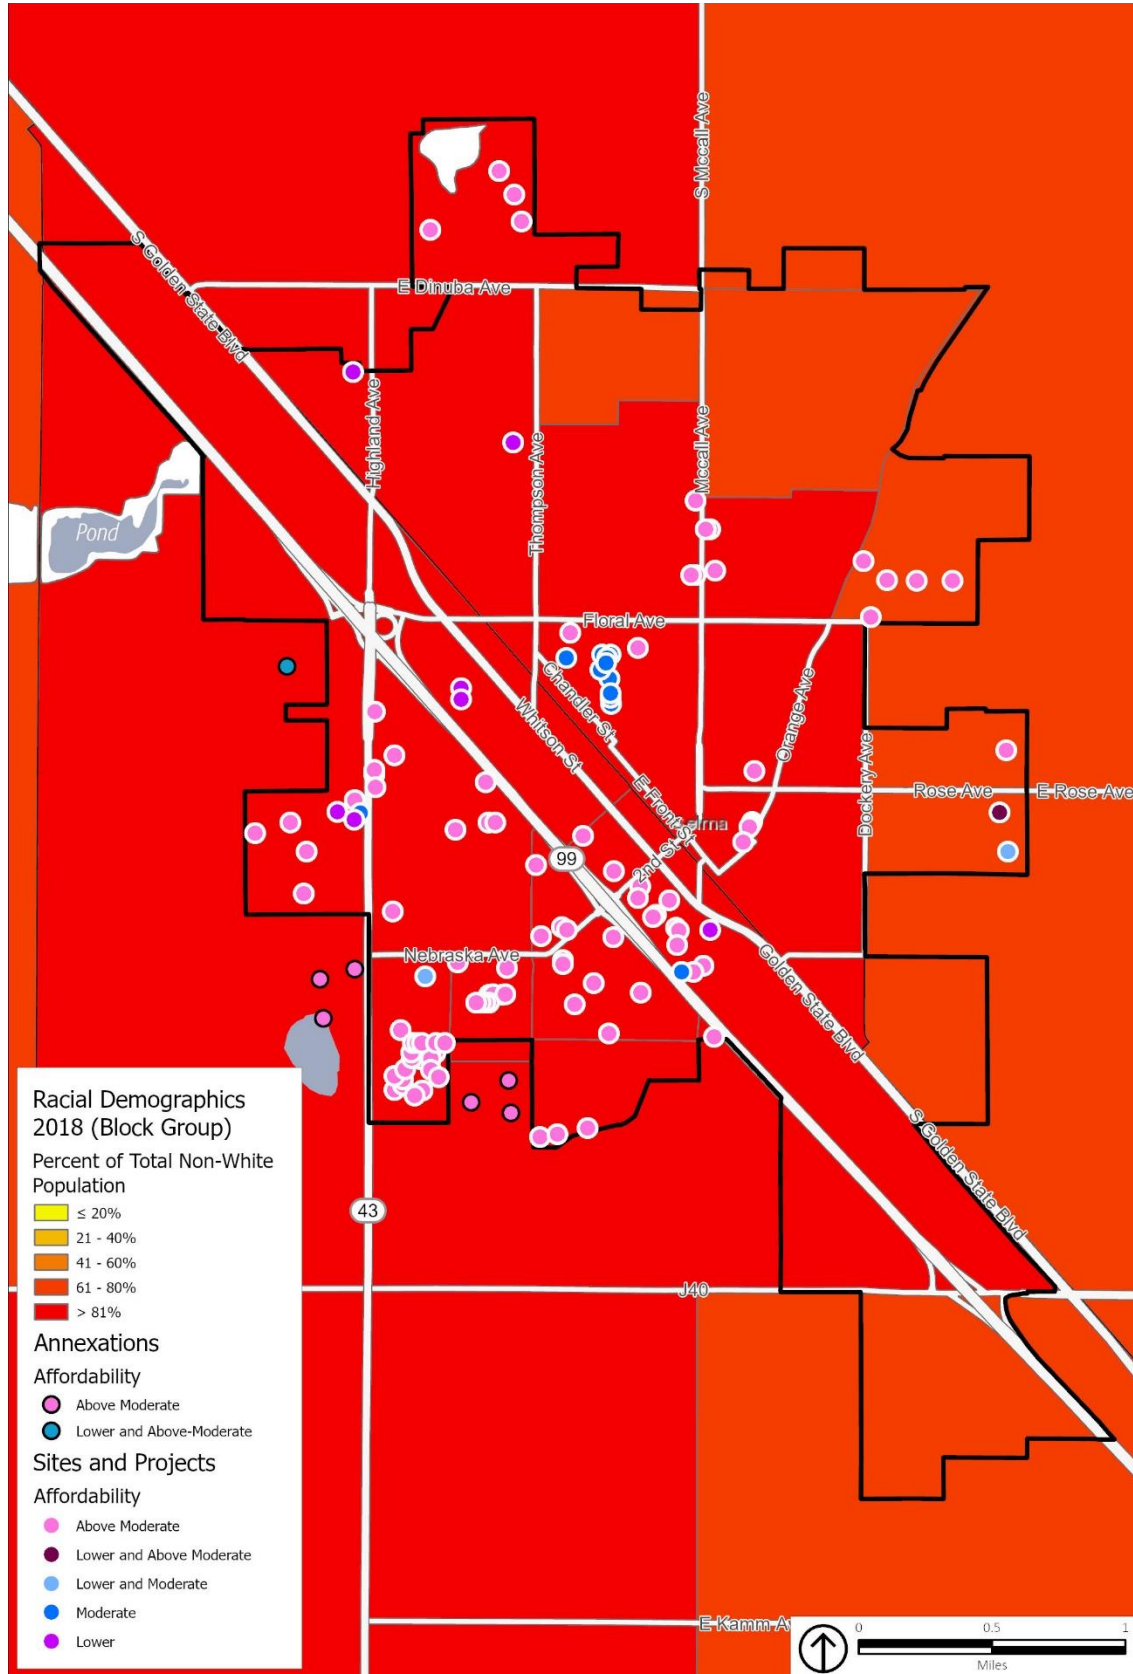 S Mccall Ave
S Golden State Blvd
E Dinuba Ave
Highland Ave
Mccall Ave
Thompson Ave
Pond
Floral Ave
Chandler St
Whitson St
Orange Ave
E Front St
Dockery Ave
Rose Ave
E Rose Ave
2nd St
99
Nebraska Ave
Golden State Blvd
S Golden State Blvd
43
J40
E Kamm Av
Racial Demographics
2018 (Block Group)
Percent of Total Non-White
Population
≤ 20%
21 - 40%
41 - 60%
61 - 80%
> 81%
Annexations
Affordability
Above Moderate
Lower and Above-Moderate
Sites and Projects
Affordability
Above Moderate
Lower and Above Moderate
Lower and Moderate
Moderate
Lower
0 0.5 1
Miles